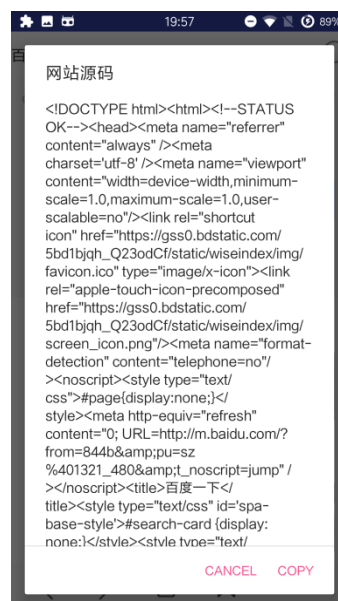 19:57
89%
百
网站源码
<!DOCTYPE html><html><!--STATUS
OK--><head><meta name="referrer"
content="always" /><meta
charset='utf-8' /><meta name="viewport"
content="width=device-width,minimum-
scale=1.0,maximum-scale=1.0,user-
scalable=no"/><link rel="shortcut
icon" href="https://gss0.bdstatic.com/
5bd1bjqh_Q23odCf/static/wiseindex/img/
favicon.ico" type="image/x-icon"><link
rel="apple-touch-icon-precomposed"
href="https://gss0.bdstatic.com/
5bd1bjqh_Q23odCf/static/wiseindex/img/
screen_icon.png"/><meta name="format-
detection" content="telephone=no"/
><noscript><style type="text/
css">#page{display:none;}</
style><meta http-equiv="refresh"
content="0; URL=http://m.baidu.com/?
from=844b&amp;pu=sz
%401321_480&amp;t_noscript=jump" /
></noscript><title>百度一下</
title><style type="text/css" id='spa-
base-style'>#search-card {display:
none;}</style><style type="text/
CANCEL COPY